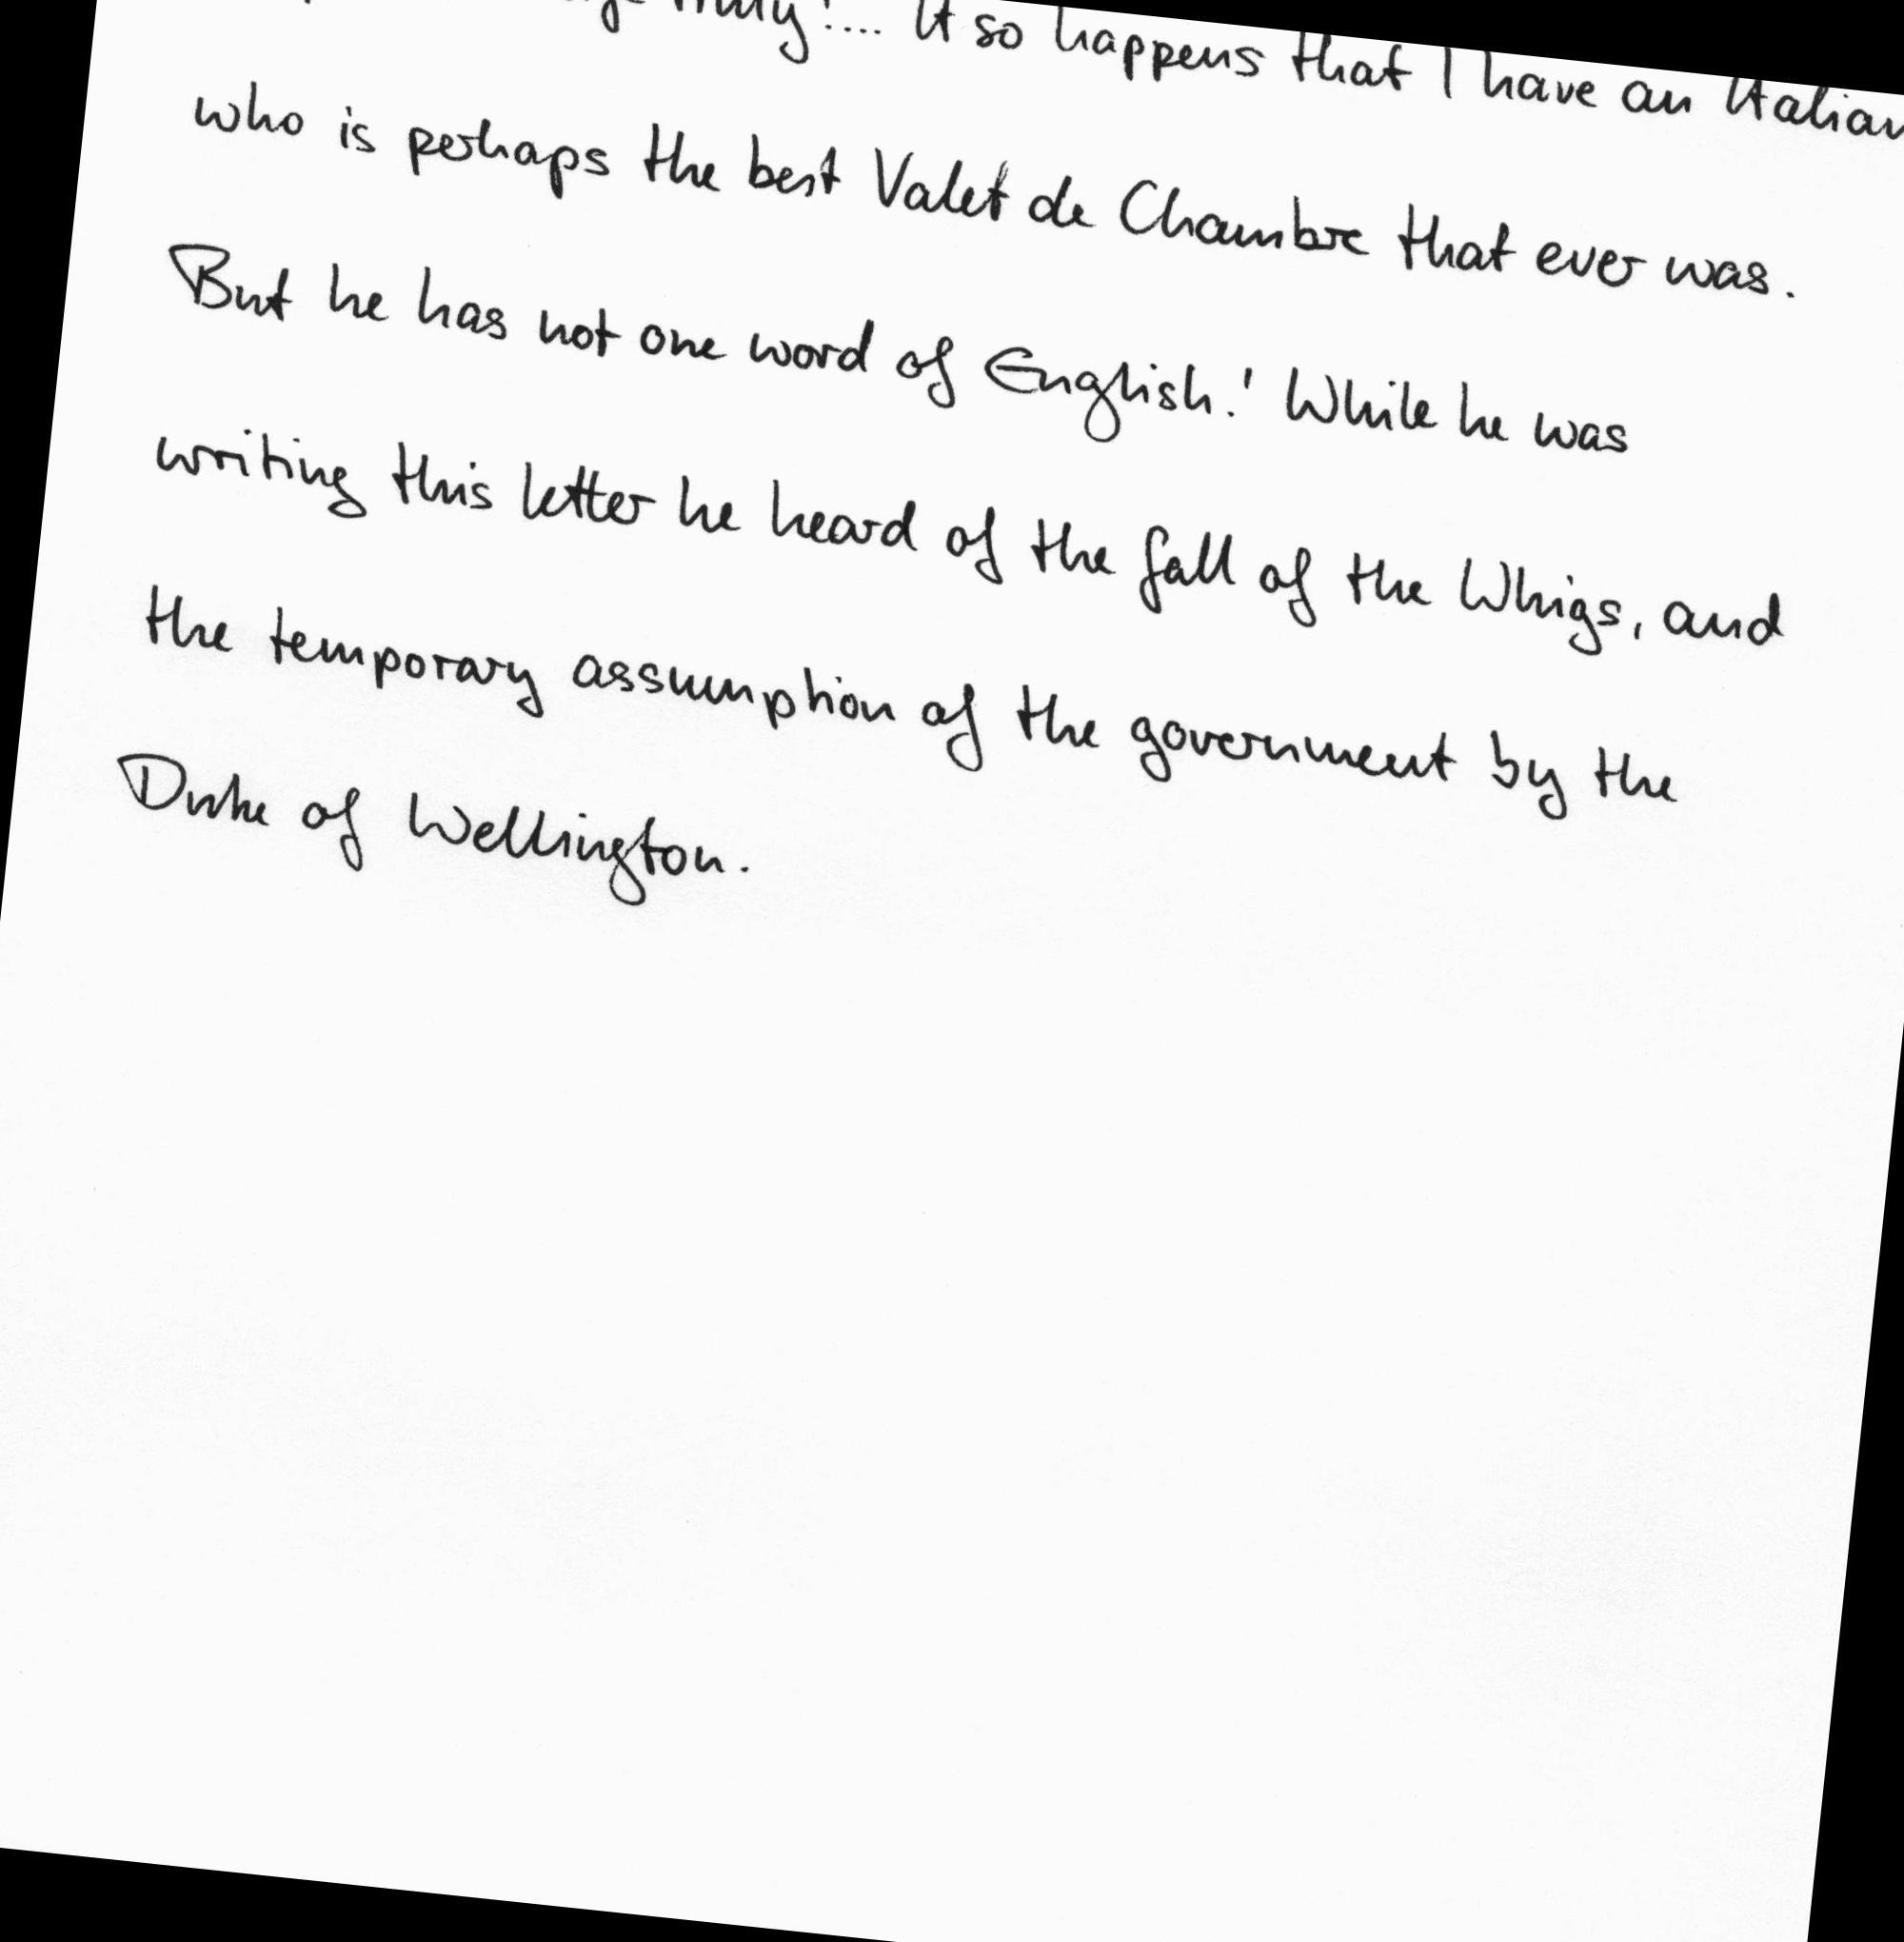 It so happens that I have an Italian
who is perhaps the best Valet de Chambre that ever was.
But he has not one word of English.' While he was
writing this letter he heard of the fall of the Whigs, and
the temporary assumption of the government by the
Duke of Wellington.